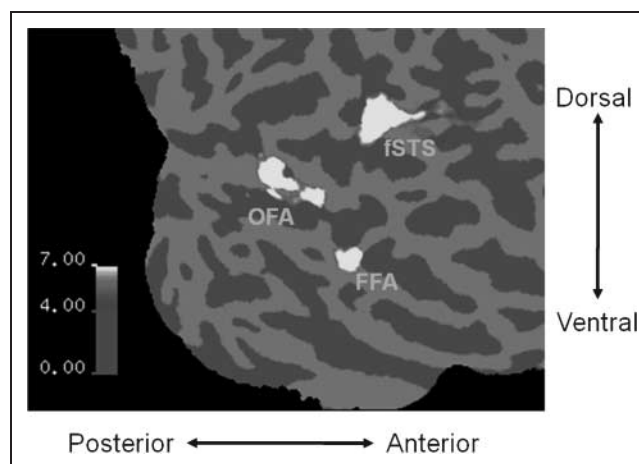 Dorsal
fSTS
OFA
7.00
FFA
4.00
Ventral
0.00
Posterior
Anterior